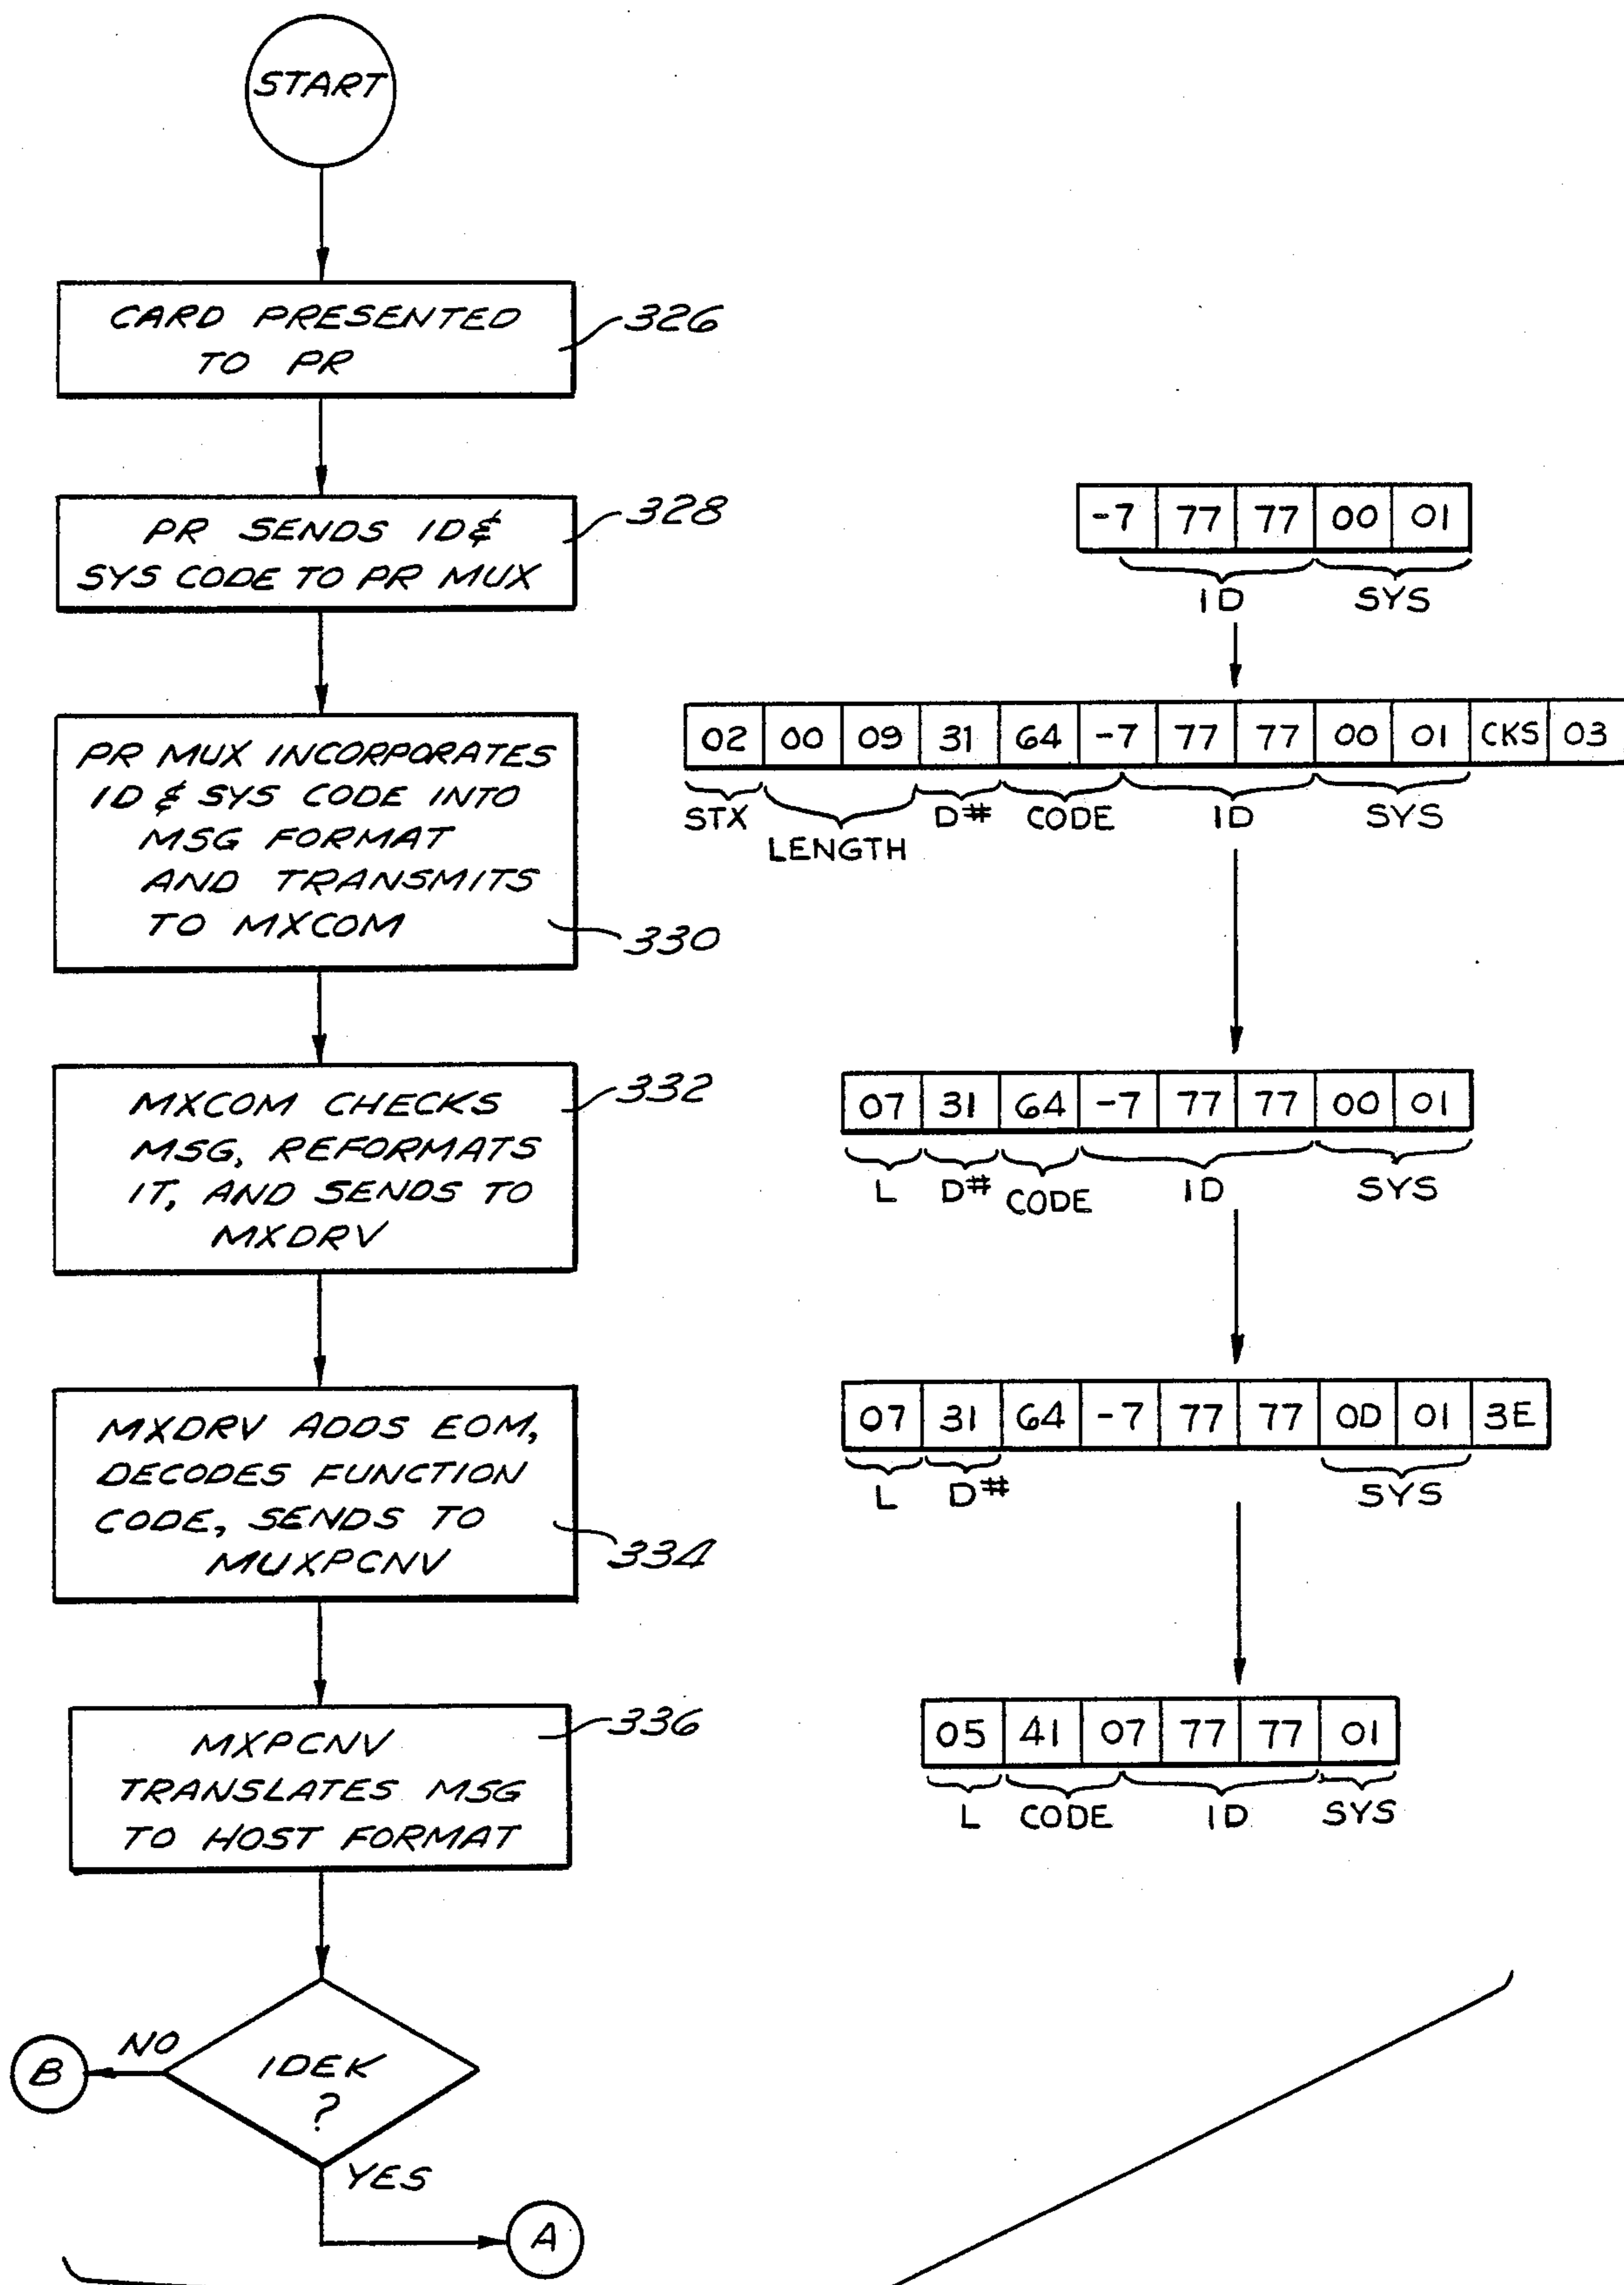 START
CARD PRESENTED
TO PR
326
PR SENDS ID &
SYS CODE TO PR MUX
328
-7 77 77 00 01
ID SYS
PR MUX INCORPORATES
ID & SYS CODE INTO
MSG FORMAT
AND TRANSMITS
TO MXCOM
330
02 00 09 31 64 -7 77 77 00 01 CKS 03
STX LENGTH D# CODE ID SYS
MXCOM CHECKS
MSG, REFORMATS
IT, AND SENDS TO
MXDRV
332
07 31 64 -7 77 77 00 01
L D# CODE ID SYS
MXDRV ADDS EOM,
DECODES FUNCTION
CODE, SENDS TO
MUXPCNV
334
07 31 64 -7 77 77 0D 01 3E
L D# SYS
MXPCNV
TRANSLATES MSG
TO HOST FORMAT
336
05 41 07 77 77 01
L CODE ID SYS
IDEK
?
NO
B
YES
A